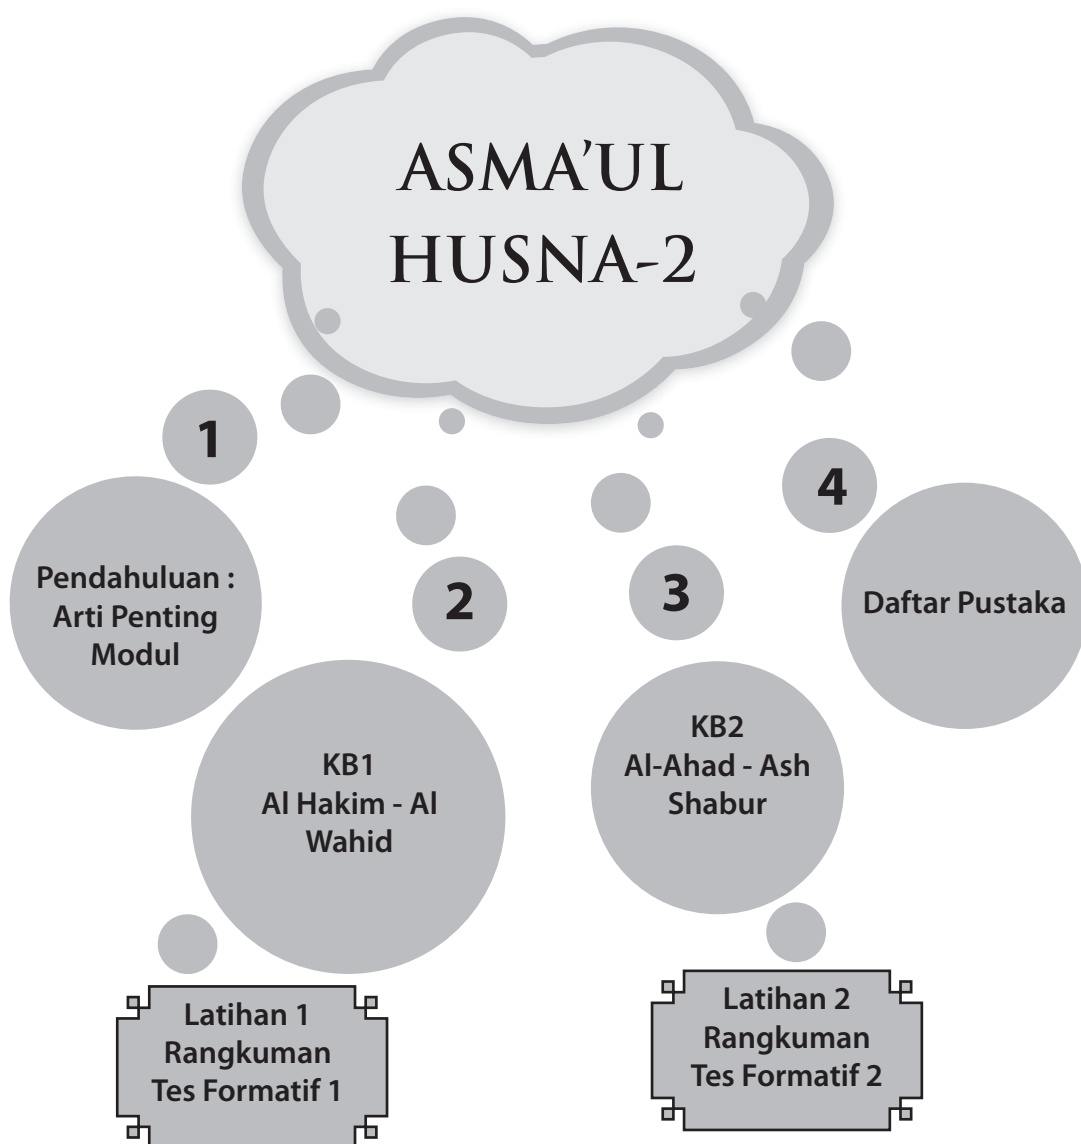 ASMA’UL
HUSNA-2
1
Pendahuluan :
Arti Penting
Modul
2
KB1
Al Hakim - Al
Wahid
Latihan 1
Rangkuman
Tes Formatif 1
3
KB2
Al-Ahad - Ash
Shabur
Latihan 2
Rangkuman
Tes Formatif 2
4
Daftar Pustaka